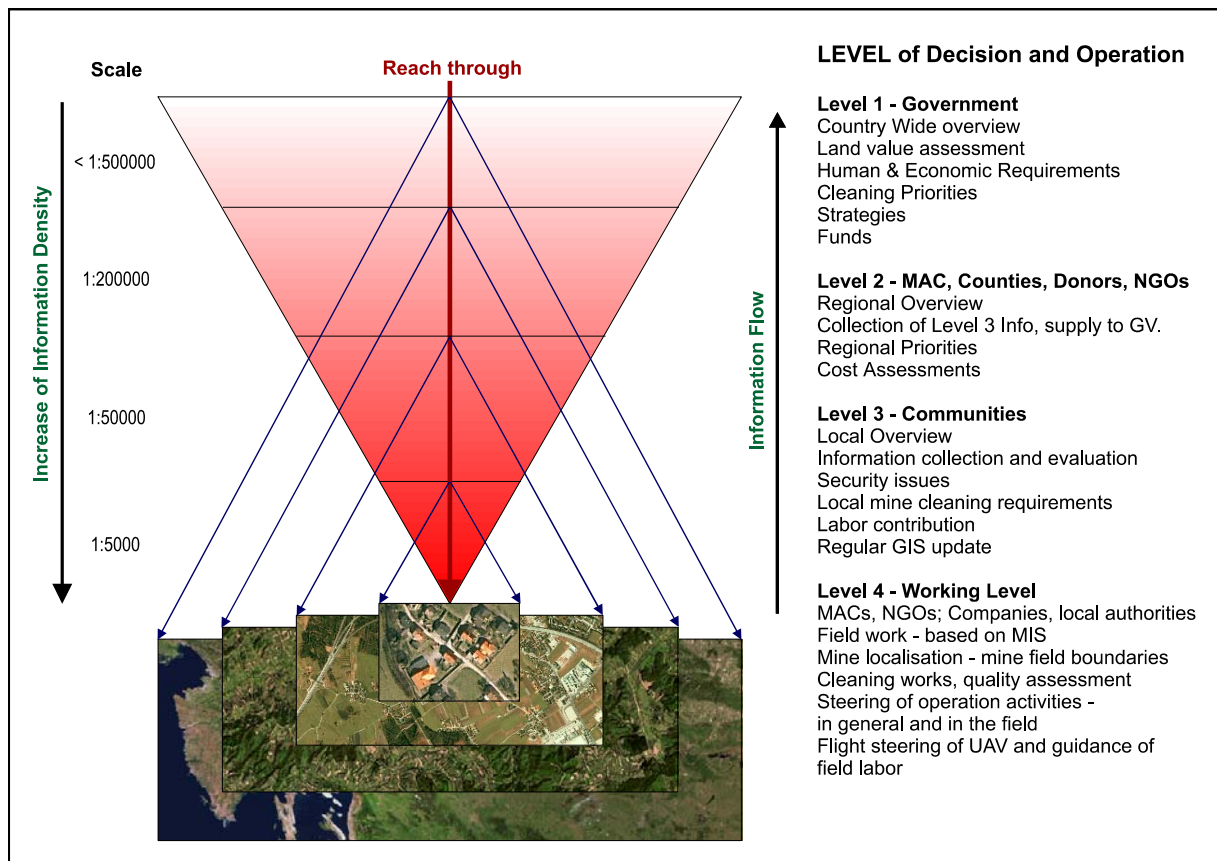 Scale
Reach through
Increase of Information Density
< 1:500000
1:200000
1:50000
1:5000
Information Flow
LEVEL of Decision and Operation
Level 1 - Government
Country Wide overview
Land value assessment
Human & Economic Requirements
Cleaning Priorities
Strategies
Funds
Level 2 - MAC, Counties, Donors, NGOs
Regional Overview
Collection of Level 3 Info, supply to GV.
Regional Priorities
Cost Assessments
Level 3 - Communities
Local Overview
Information collection and evaluation
Security issues
Local mine cleaning requirements
Labor contribution
Regular GIS update
Level 4 - Working Level
MACs, NGOs; Companies, local authorities
Field work - based on MIS
Mine localisation - mine field boundaries
Cleaning works, quality assessment
Steering of operation activities -
in general and in the field
Flight steering of UAV and guidance of
field labor